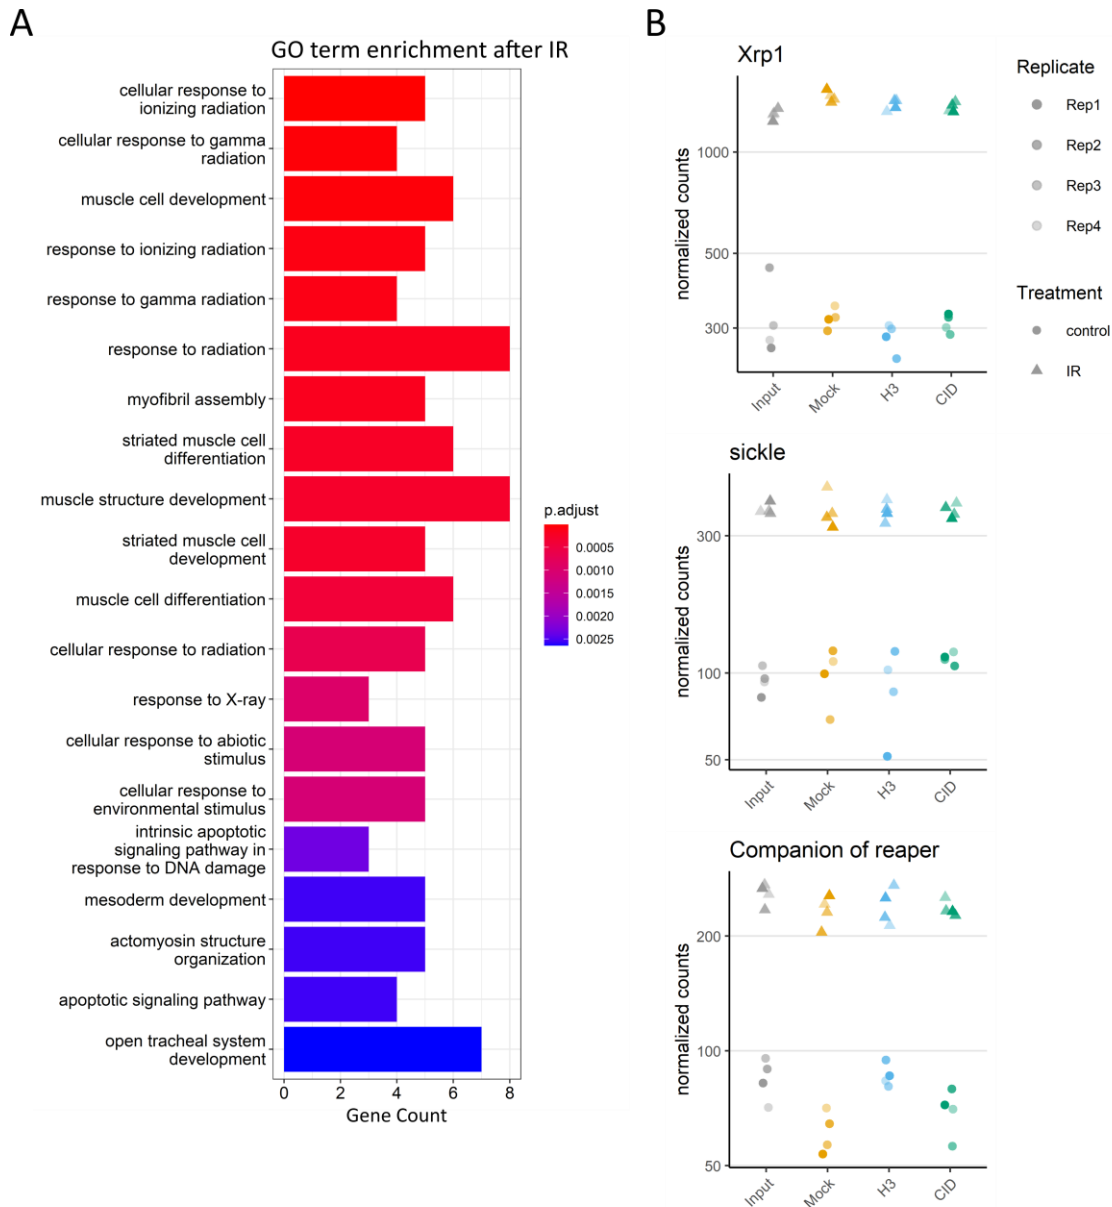 A
GO term enrichment after IR
cellular response to
ionizing radiation
cellular response to gamma
radiation
muscle cell development
response to ionizing radiation
response to gamma radiation
response to radiation
myofibril assembly
striated muscle cell
differentiation
muscle structure development
striated muscle cell
development
muscle cell differentiation
cellular response to radiation
response to X-ray
cellular response to abiotic
stimulus
cellular response to
environmental stimulus
intrinsic apoptotic
signaling pathway in
response to DNA damage
mesoderm development
actomyosin structure
organization
apoptotic signaling pathway
open tracheal system
development
0 2 4 6 8
Gene Count
p.adjust
0.0005
0.0010
0.0015
0.0020
0.0025
B
Xrp1
normalized counts
1000
500
300
Input Mock H3 CID
Replicate
Rep1
Rep2
Rep3
Rep4
Treatment
control
IR
sickle
normalized counts
300
100
50
Input Mock H3 CID
Companion of reaper
normalized counts
200
100
50
Input Mock H3 CID